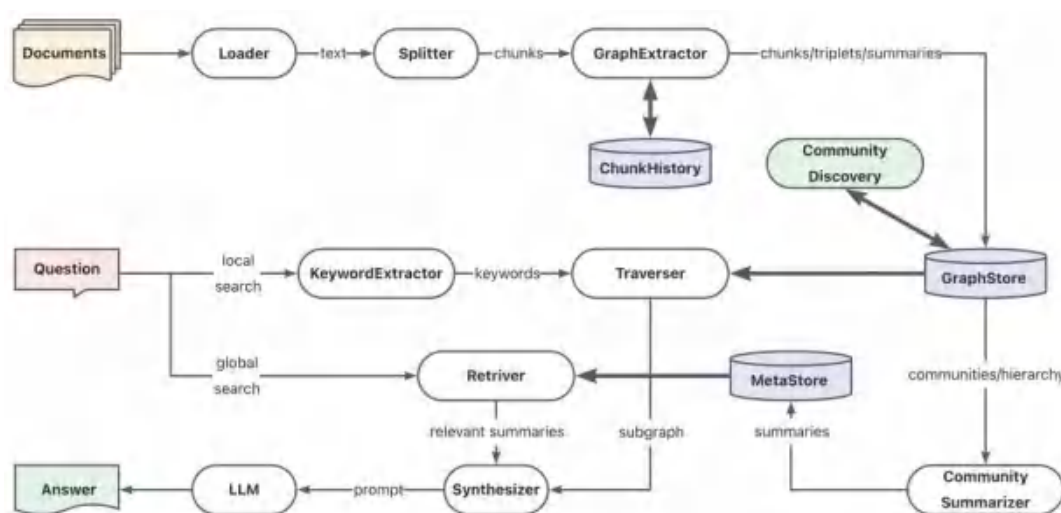 Documents
Loader
text
Splitter
chunks
GraphExtractor
chunks/triplets/summaries
ChunkHistory
Community
Discovery
Question
local
search
KeywordExtractor
keywords
Traverser
GraphStore
global
search
Retriver
MetaStore
communities/hierarchy
relevant summaries
subgraph
summaries
Answer
LLM
prompt
Synthesizer
Community
Summarizer